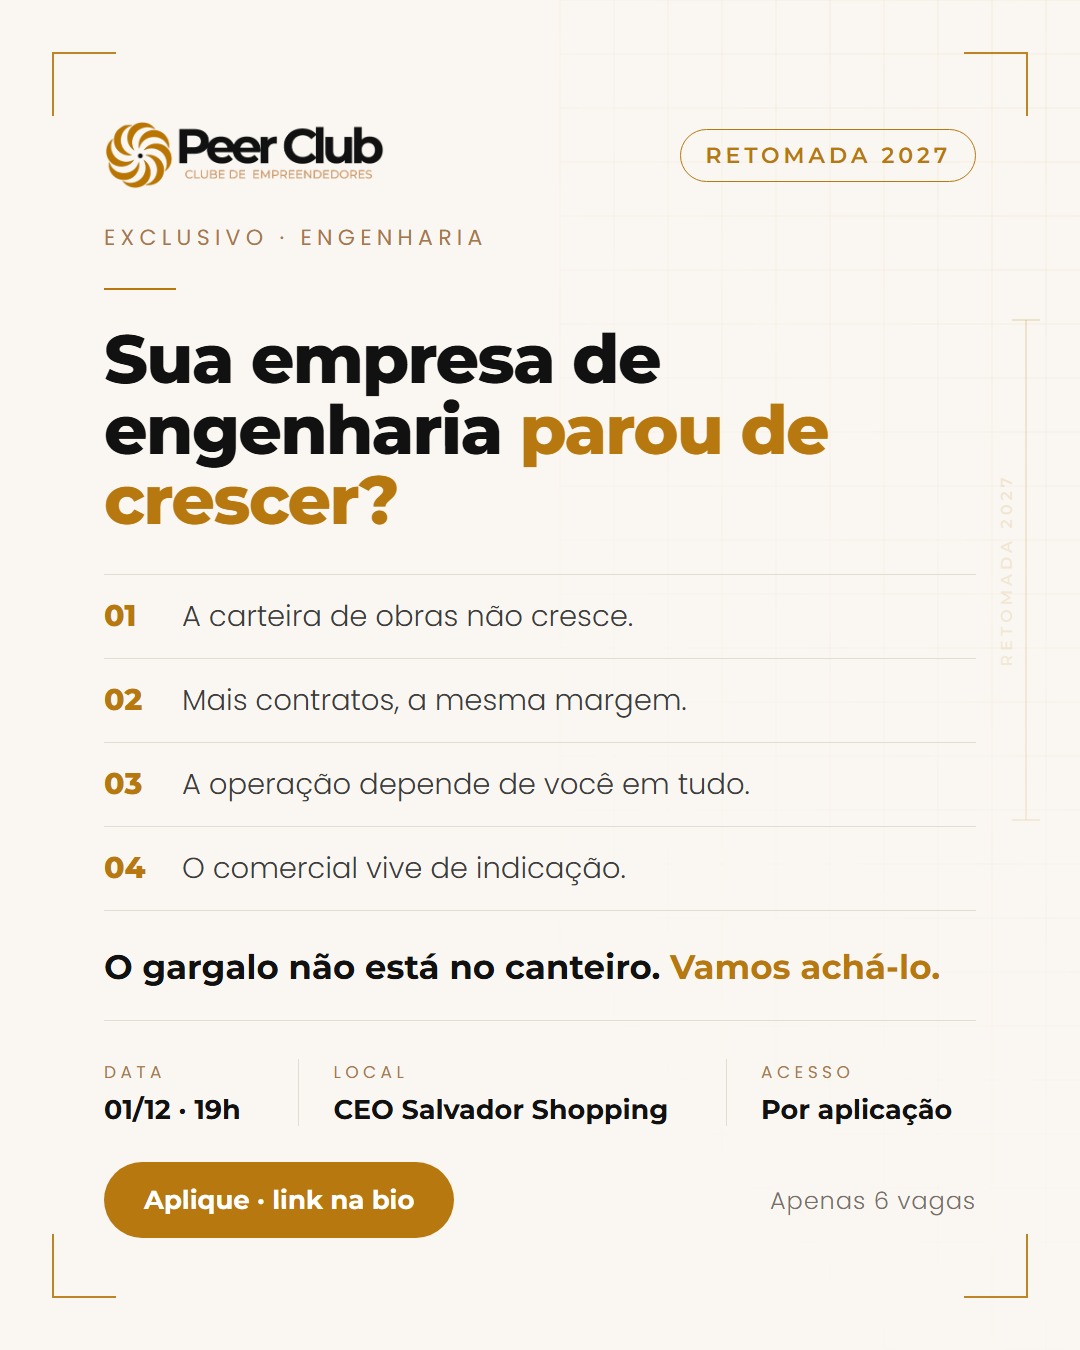 Peer Club
CLUBE DE EMPREENDEDORES
RETOMADA 2027
EXCLUSIVO · ENGENHARIA
Sua empresa de
engenharia parou de
crescer?
01 A carteira de obras não cresce.
02 Mais contratos, a mesma margem.
03 A operação depende de você em tudo.
04 O comercial vive de indicação.
RETOMADA 2027
O gargalo não está no canteiro. Vamos achá-lo.
DATA
01/12 · 19h
LOCAL
CEO Salvador Shopping
ACESSO
Por aplicação
Aplique · link na bio
Apenas 6 vagas